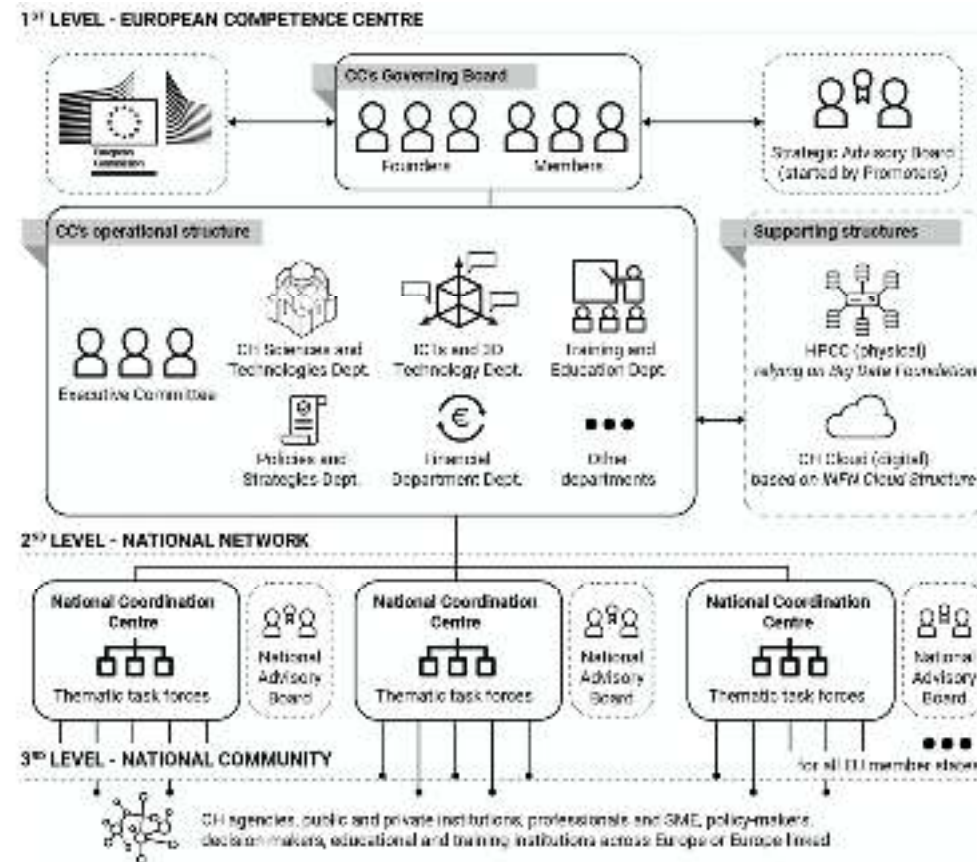 1ST LEVEL - EUROPEAN COMPETENCE CENTRE
CC's Governing Board
Founders
Members
European
Commission
Strategic Advisory Board
(started by Promoters)
CC's operational structure
Supporting structures
Executive Committee
CH Sciences and
Technologies Dept.
ICTs and 3D
Technology Dept.
Training and
Education Dept.
HPCC (physical)
relying on Big Data Foundation
Policies and
Strategies Dept.
€
Financial
Department Dept.
Other
departments
CH Cloud (digital)
based on INFN Cloud Structure
2ND LEVEL - NATIONAL NETWORK
National Coordination
Centre
Thematic task forces
National
Advisory
Board
National Coordination
Centre
Thematic task forces
National
Advisory
Board
National Coordination
Centre
Thematic task forces
National
Advisory
Board
3RD LEVEL - NATIONAL COMMUNITY
for all EU member states
CH agencies, public and private institutions, professionals and SME, policy-makers,
decision makers, educational and training institutions across Europe or Europe linked